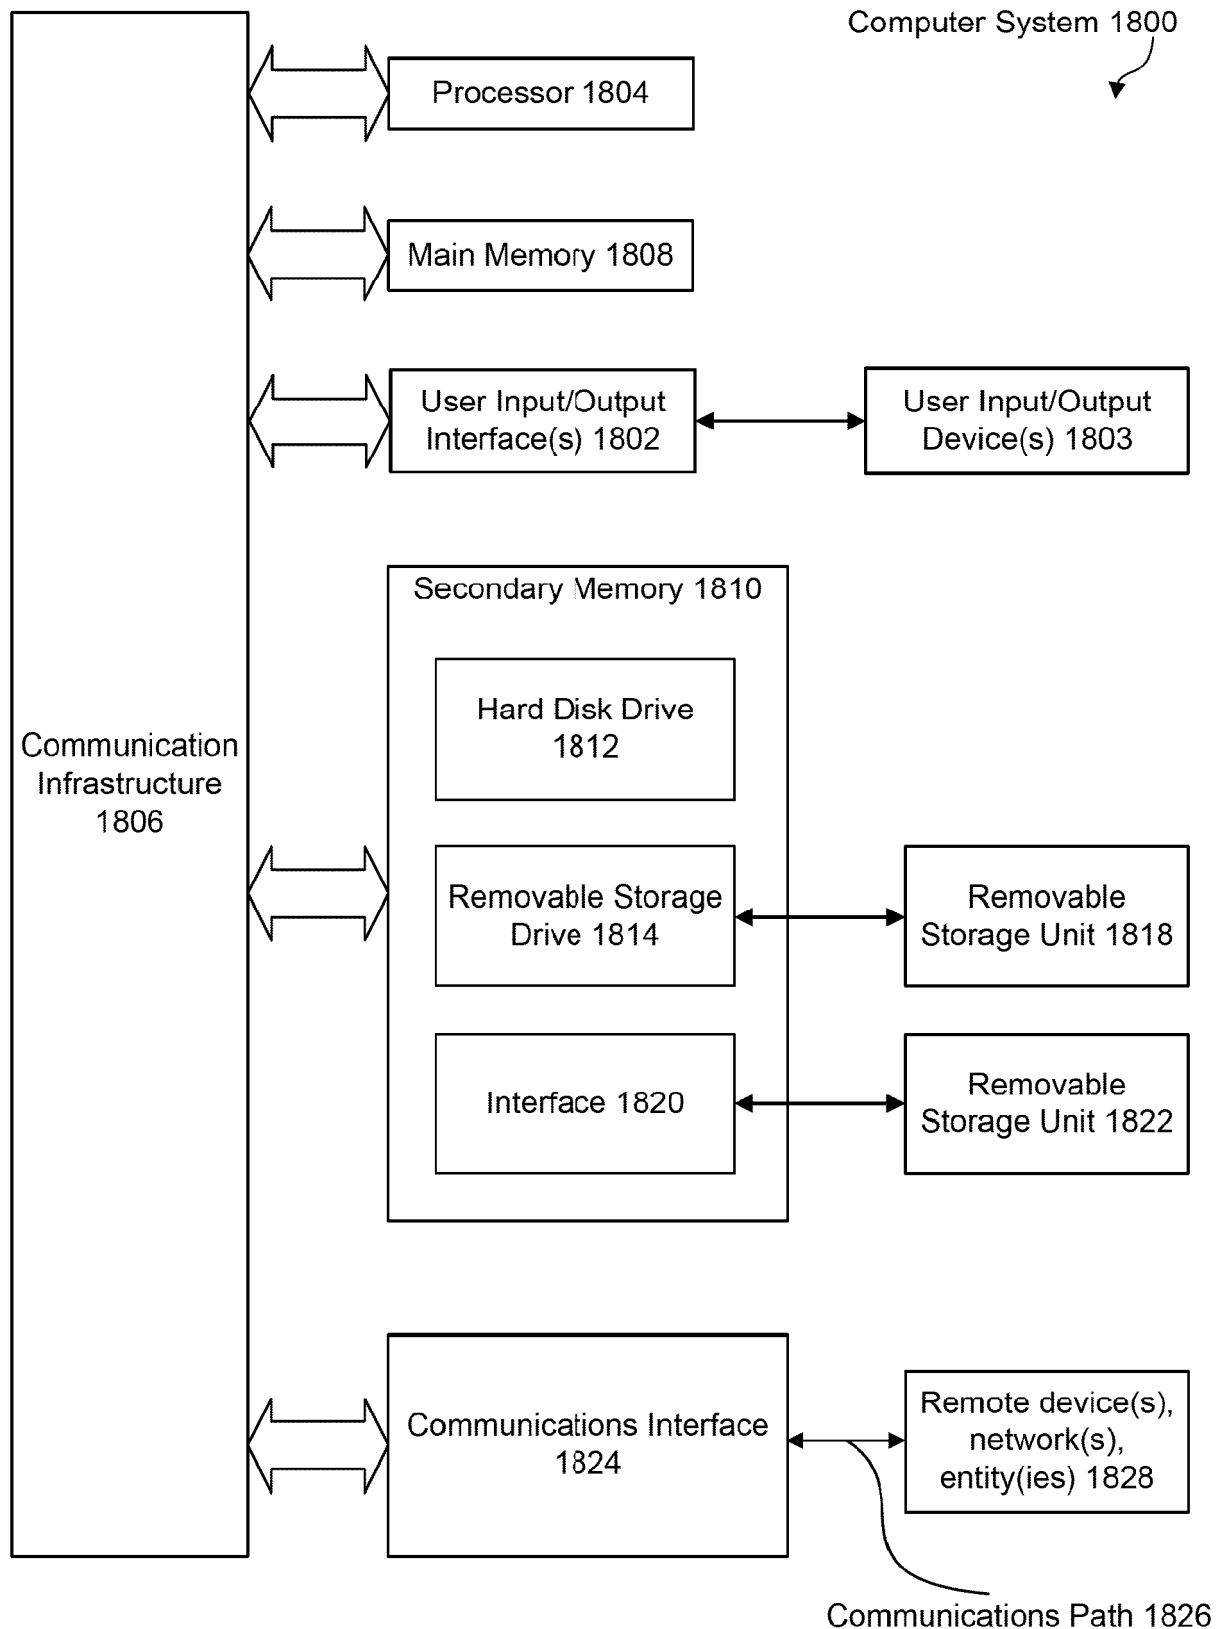 Computer System 1800
Processor 1804
Main Memory 1808
User Input/Output
Interface(s) 1802
User Input/Output
Device(s) 1803
Secondary Memory 1810
Hard Disk Drive
1812
Communication
Infrastructure
1806
Removable Storage
Drive 1814
Removable
Storage Unit 1818
Interface 1820
Removable
Storage Unit 1822
Communications Interface
1824
Remote device(s),
network(s),
entity(ies) 1828
Communications Path 1826